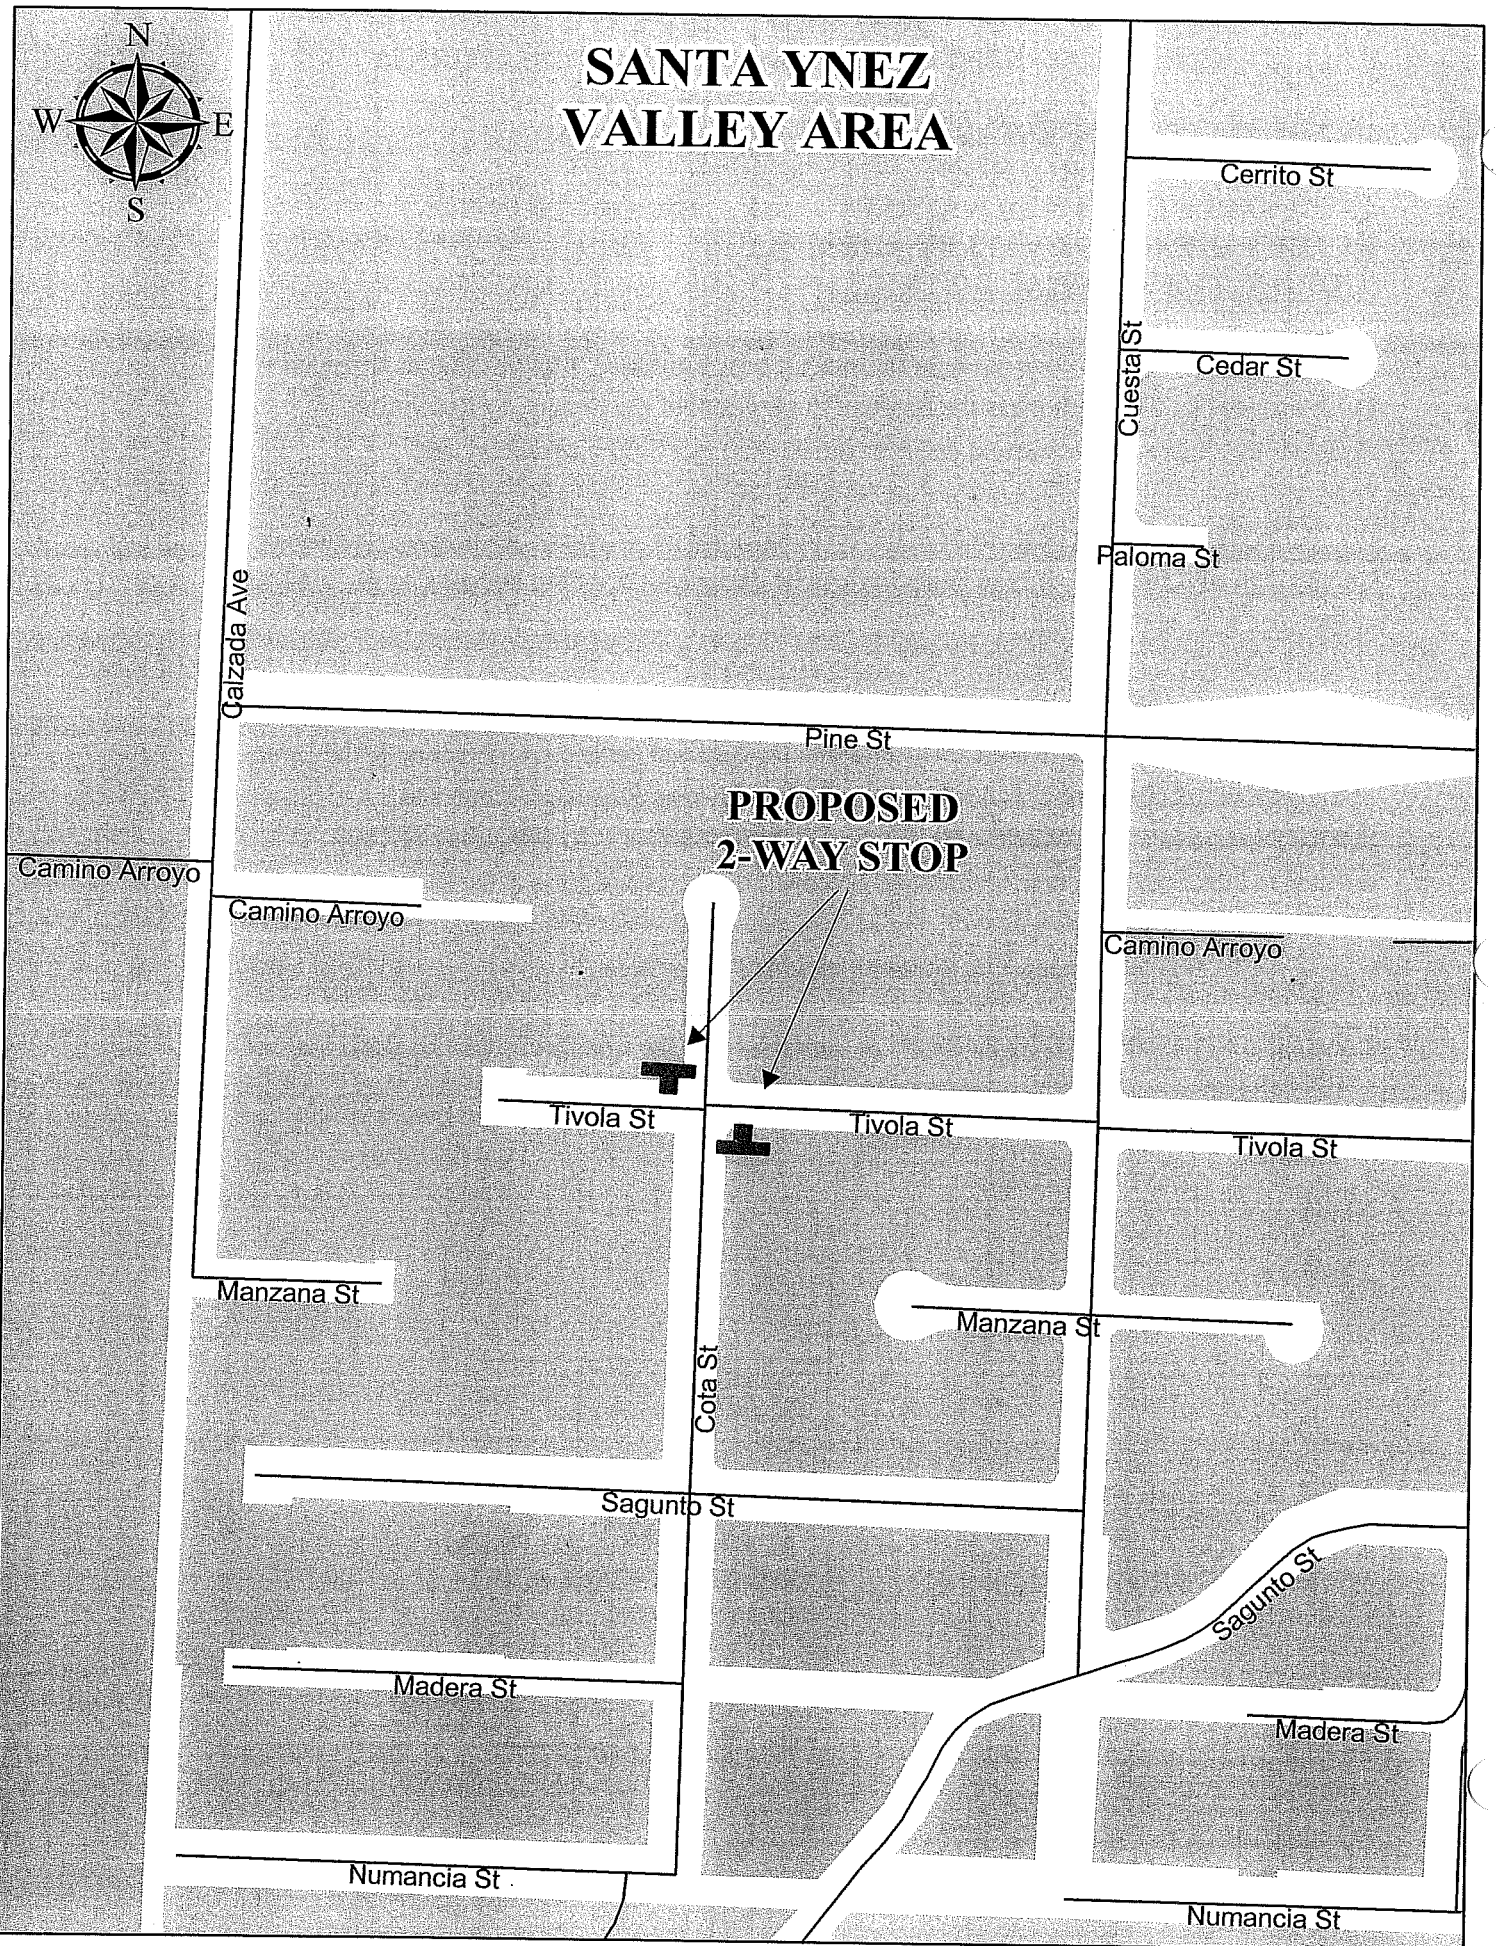 N
W E
S
SANTA YNEZ
VALLEY AREA
Cerrito St
Cuesta St
Cedar St
Paloma St
Calzada Ave
Pine St
PROPOSED
2-WAY STOP
Camino Arroyo
Camino Arroyo
Camino Arroyo
Tivola St
Tivola St
Tivola St
Manzana St
Manzana St
Cota St
Sagunto St
Sagunto St
Madera St
Madera St
Numancia St
Numancia St